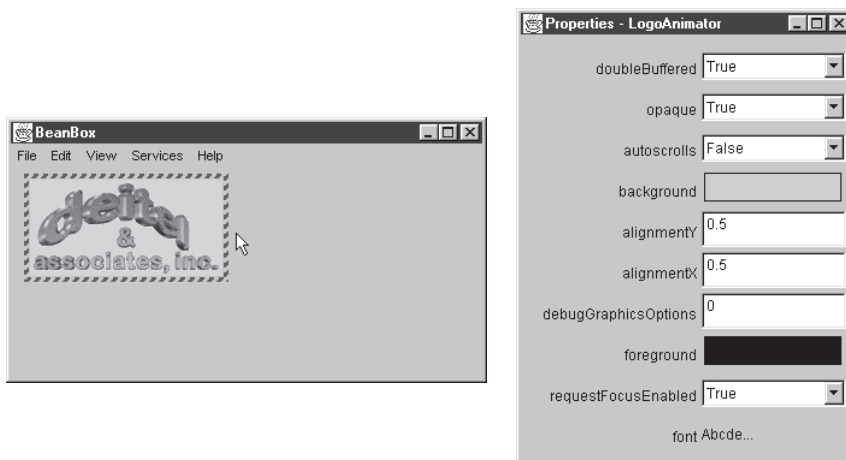 BeanBox
File Edit View Services Help
deitel
&
associates, inc.
Properties - LogoAnimator
doubleBuffered True
opaque True
autoscrolls False
background
alignmentY 0.5
alignmentX 0.5
debugGraphicsOptions 0
foreground
requestFocusEnabled True
font Abcde...